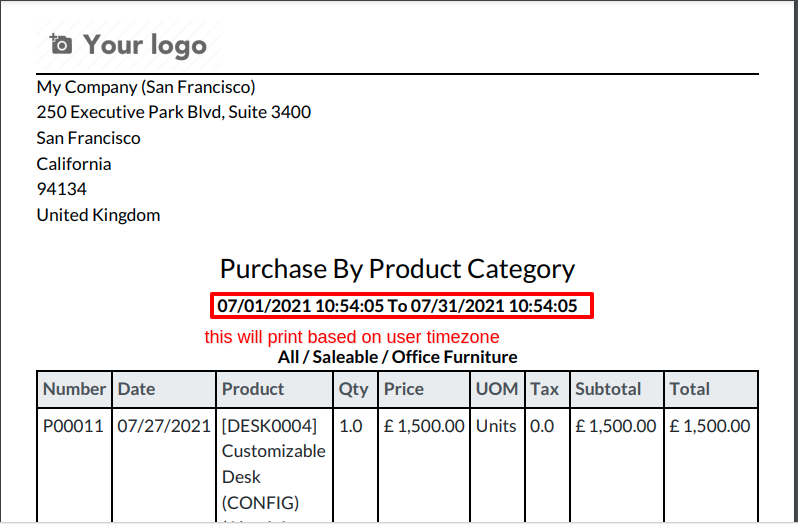 Your logo
My Company (San Francisco)
250 Executive Park Blvd, Suite 3400
San Francisco
California
94134
United Kingdom
Purchase By Product Category
07/01/2021 10:54:05 To 07/31/2021 10:54:05
this will print based on user timezone
All / Saleable / Office Furniture
Number Date Product Qty Price UOM Tax Subtotal Total
P00011 07/27/2021 [DESK0004] 1.0 £ 1,500.00 Units 0.0 £ 1,500.00 £ 1,500.00
Customizable
Desk
(CONFIG)